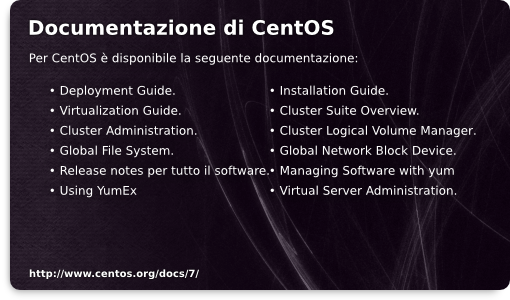 Documentazione di CentOS
Per CentOS è disponibile la seguente documentazione:
• Deployment Guide.
• Virtualization Guide.
• Cluster Administration.
• Global File System.
• Release notes per tutto il software.
• Using YumEx
• Installation Guide.
• Cluster Suite Overview.
• Cluster Logical Volume Manager.
• Global Network Block Device.
• Managing Software with yum
• Virtual Server Administration.
http://www.centos.org/docs/7/